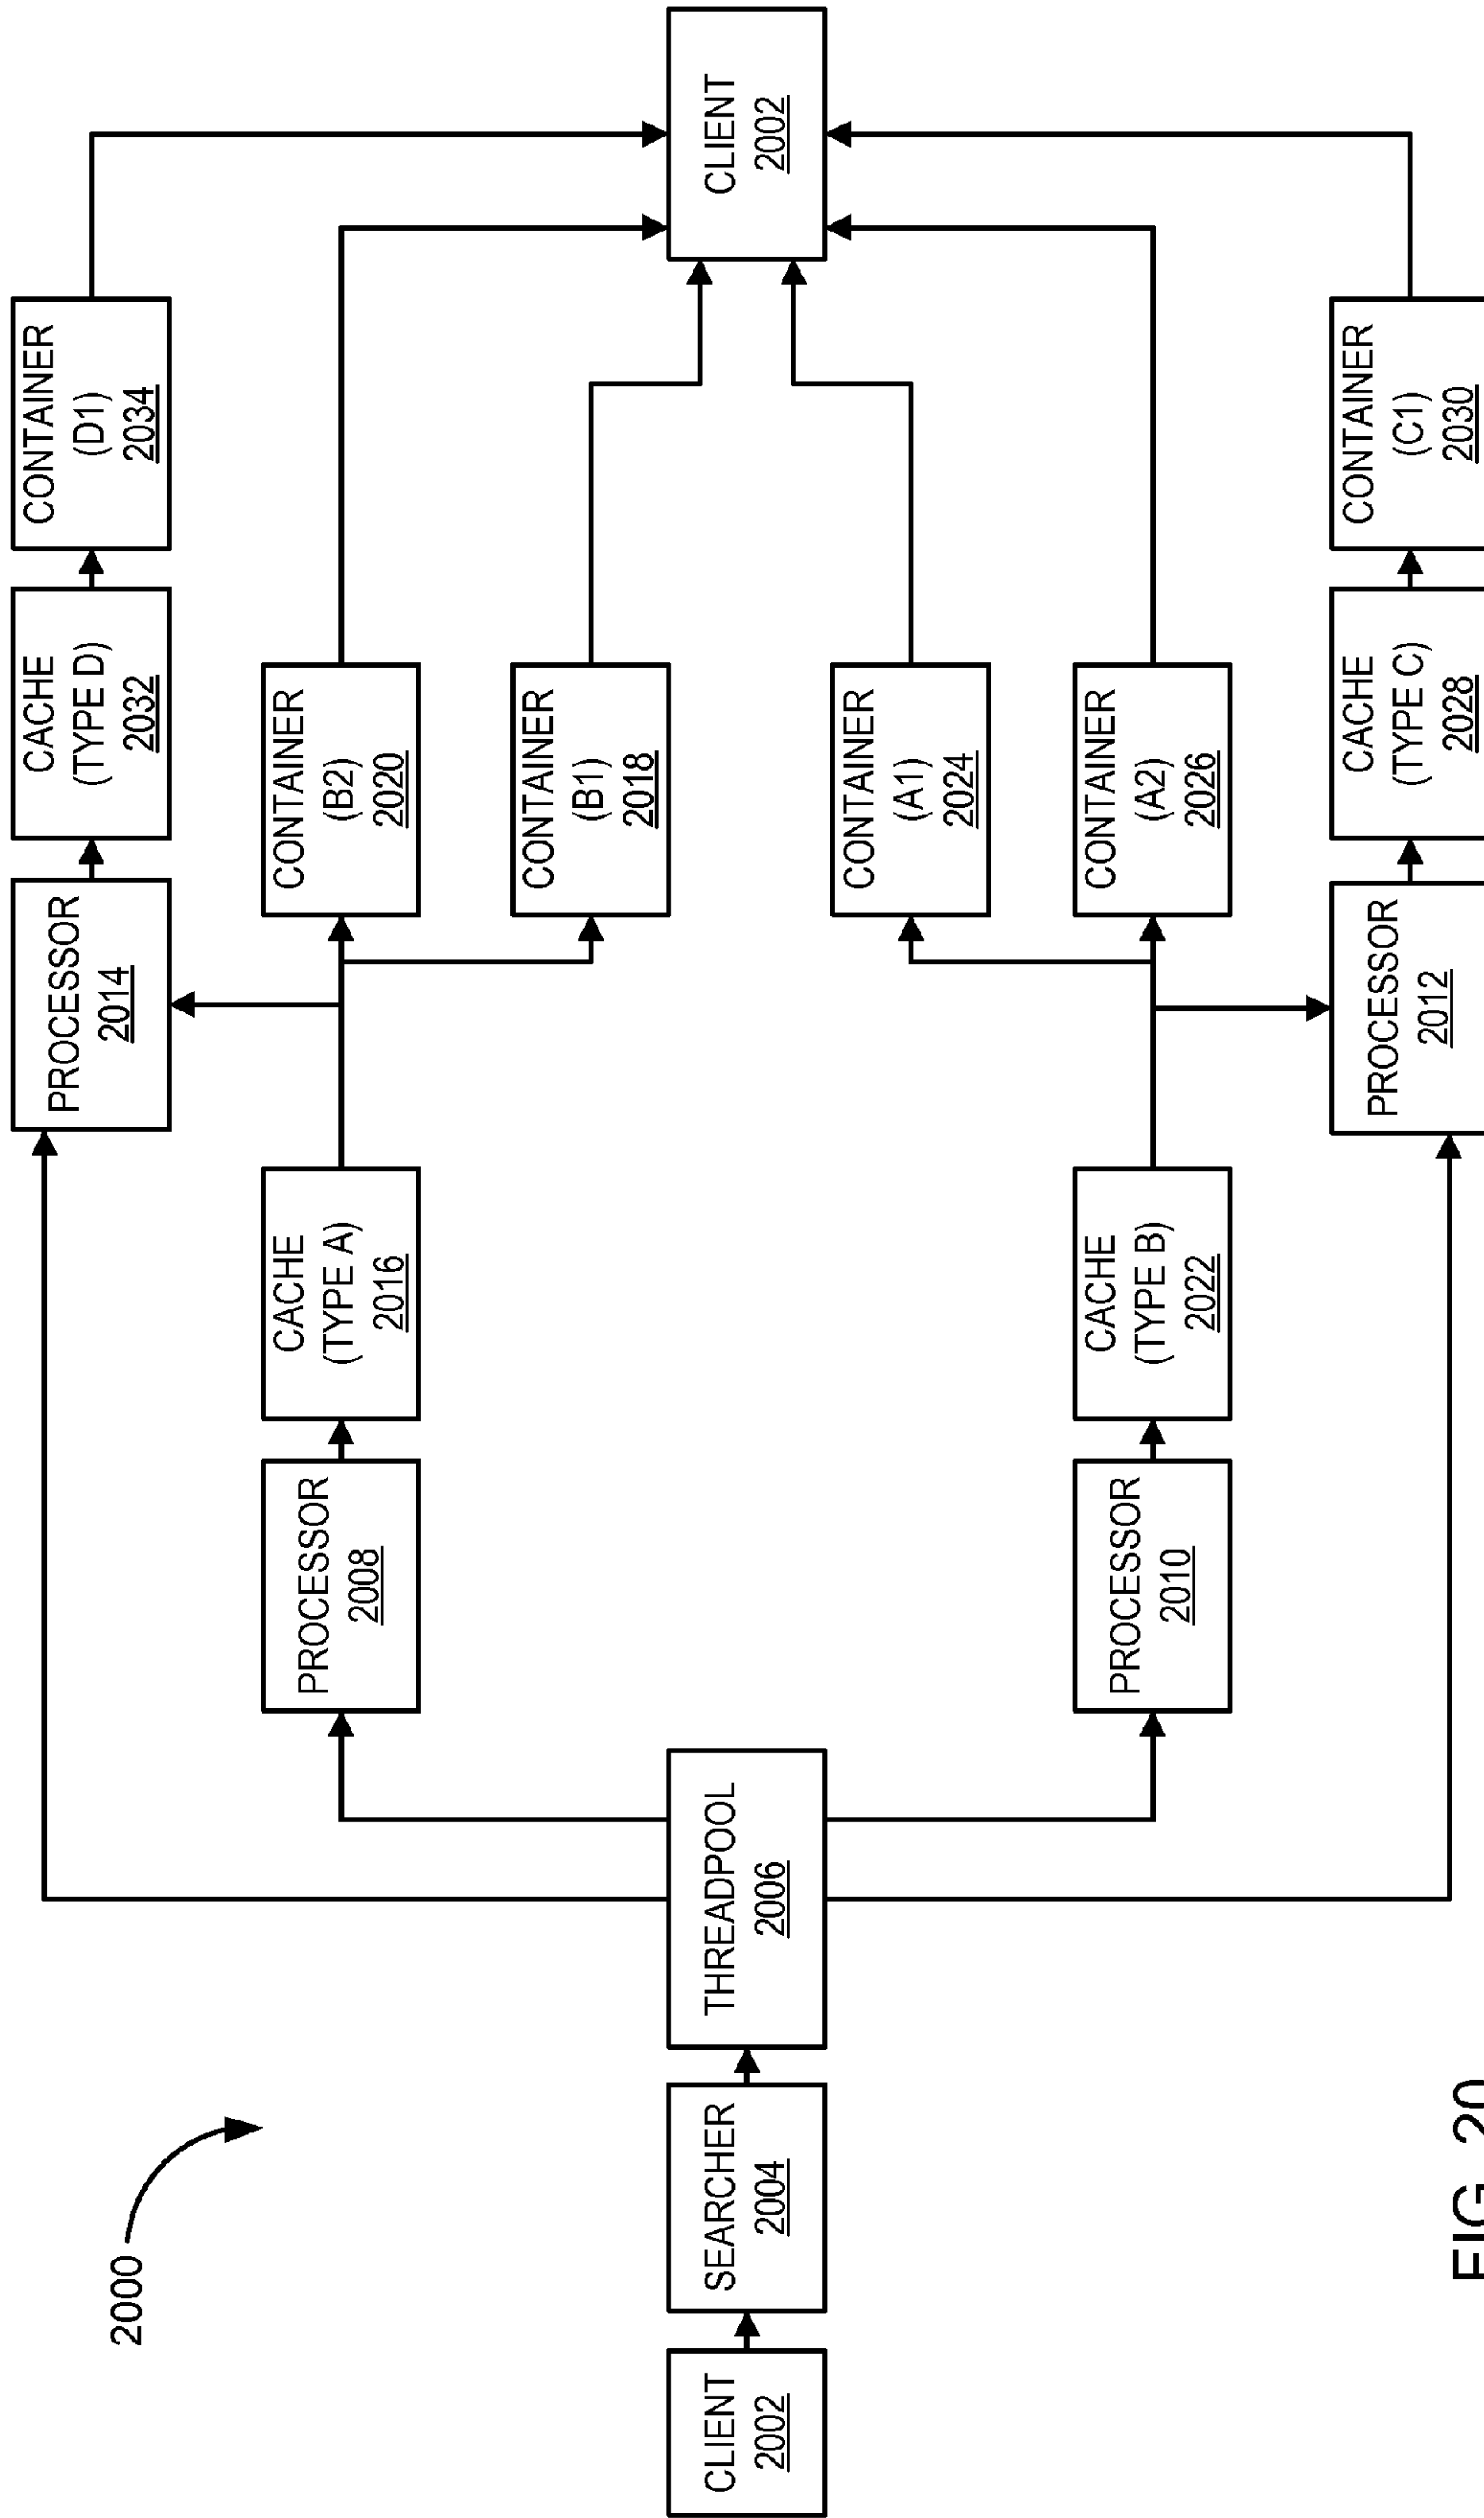 2000
CLIENT
2002
SEARCHER
2004
THREADPOOL
2006
PROCESSOR
2008
PROCESSOR
2010
CACHE
(TYPE A)
2016
CACHE
(TYPE B)
2022
PROCESSOR
2014
PROCESSOR
2012
CONTAINER
(B2)
2020
CONTAINER
(B1)
2018
CONTAINER
(A1)
2024
CONTAINER
(A2)
2026
CACHE
(TYPE D)
2032
CACHE
(TYPE C)
2028
CONTAINER
(D1)
2034
CONTAINER
(C1)
2030
CLIENT
2002
FIG. 20